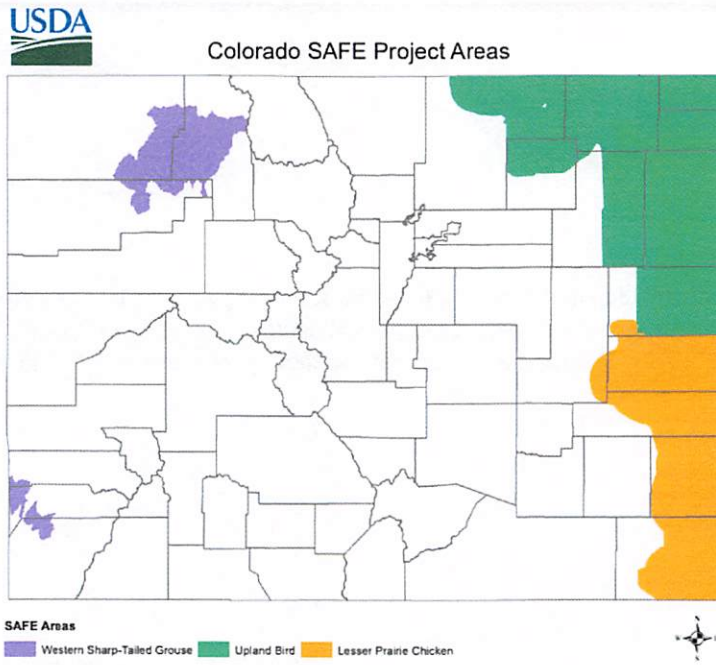 USDA
Colorado SAFE Project Areas
SAFE Areas
Western Sharp-Tailed Grouse
Upland Bird
Lesser Prairie Chicken